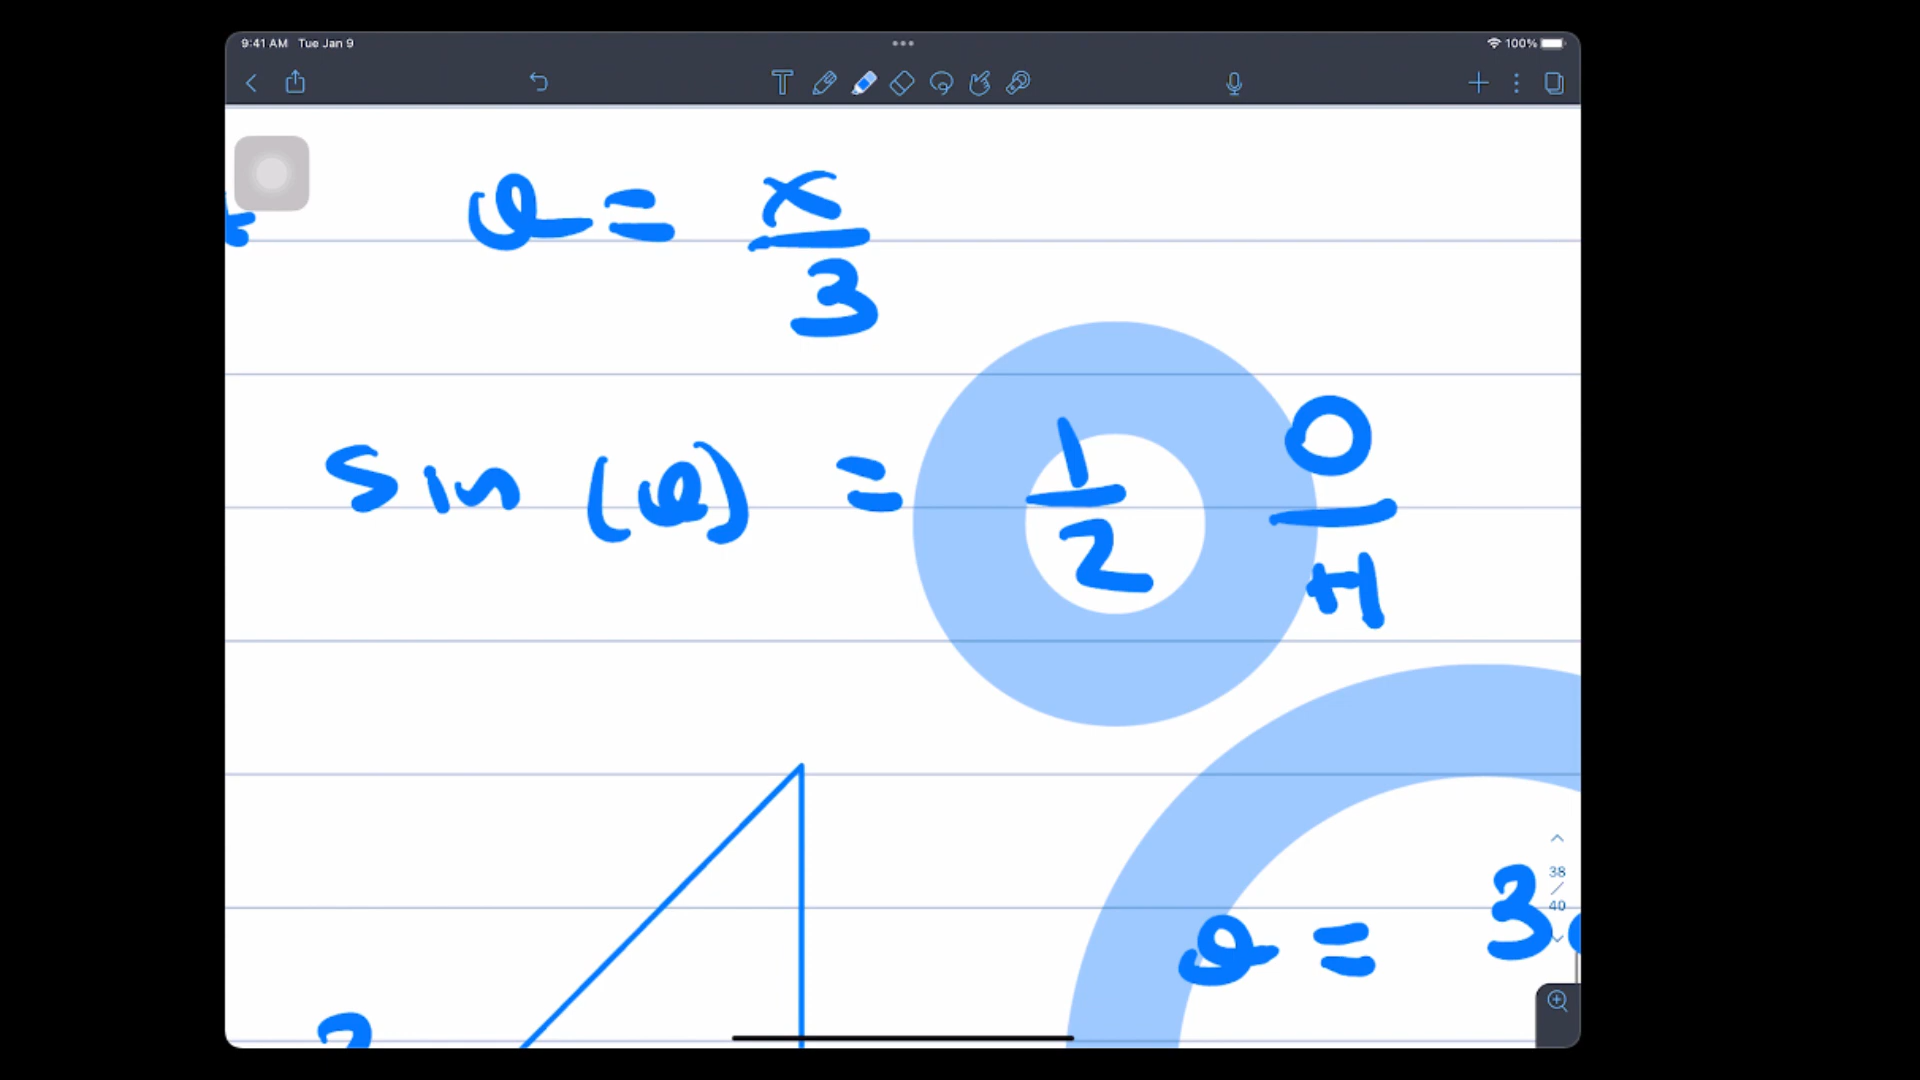 9:41 AM Tue Jan 9
100%
θ = x/3
sin (θ) = 1/2 O/H
38
/
40
θ = 3